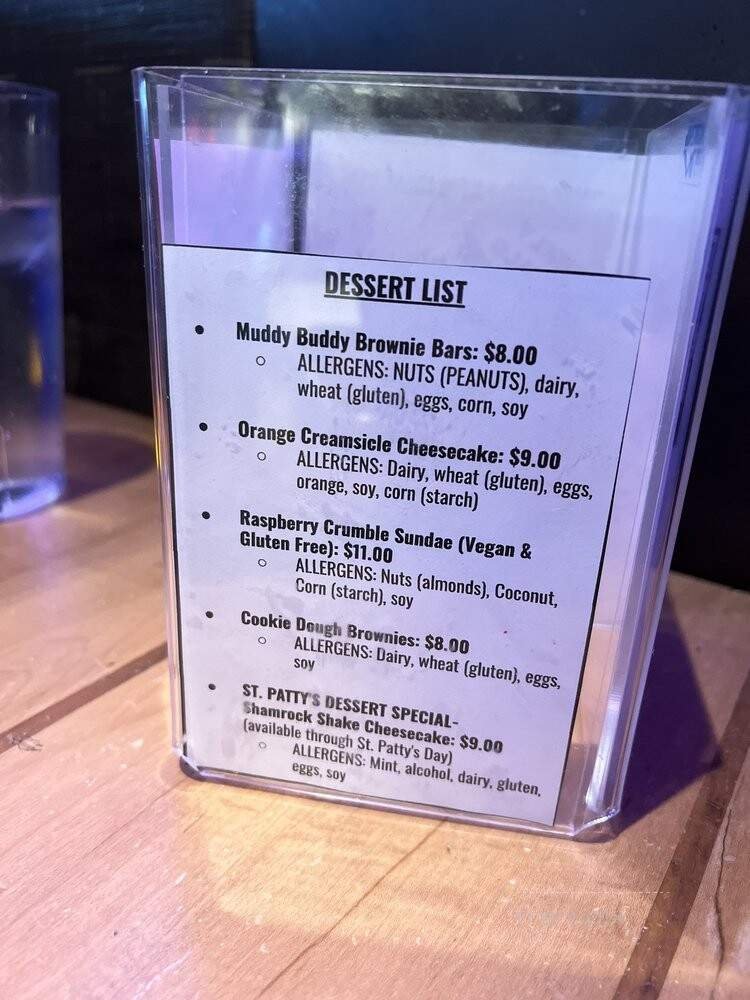 DESSERT LIST
● Muddy Buddy Brownie Bars: $8.00
○ ALLERGENS: NUTS (PEANUTS), dairy,
wheat (gluten), eggs, corn, soy
● Orange Creamsicle Cheesecake: $9.00
○ ALLERGENS: Dairy, wheat (gluten), eggs,
orange, soy, corn (starch)
● Raspberry Crumble Sundae (Vegan &
Gluten Free): $11.00
○ ALLERGENS: Nuts (almonds), Coconut,
Corn (starch), soy
● Cookie Dough Brownies: $8.00
○ ALLERGENS: Dairy, wheat (gluten), eggs,
soy
● ST. PATTY'S DESSERT SPECIAL-
Shamrock Shake Cheesecake: $9.00
(available through St. Patty's Day)
○ ALLERGENS: Mint, alcohol, dairy, gluten,
eggs, soy